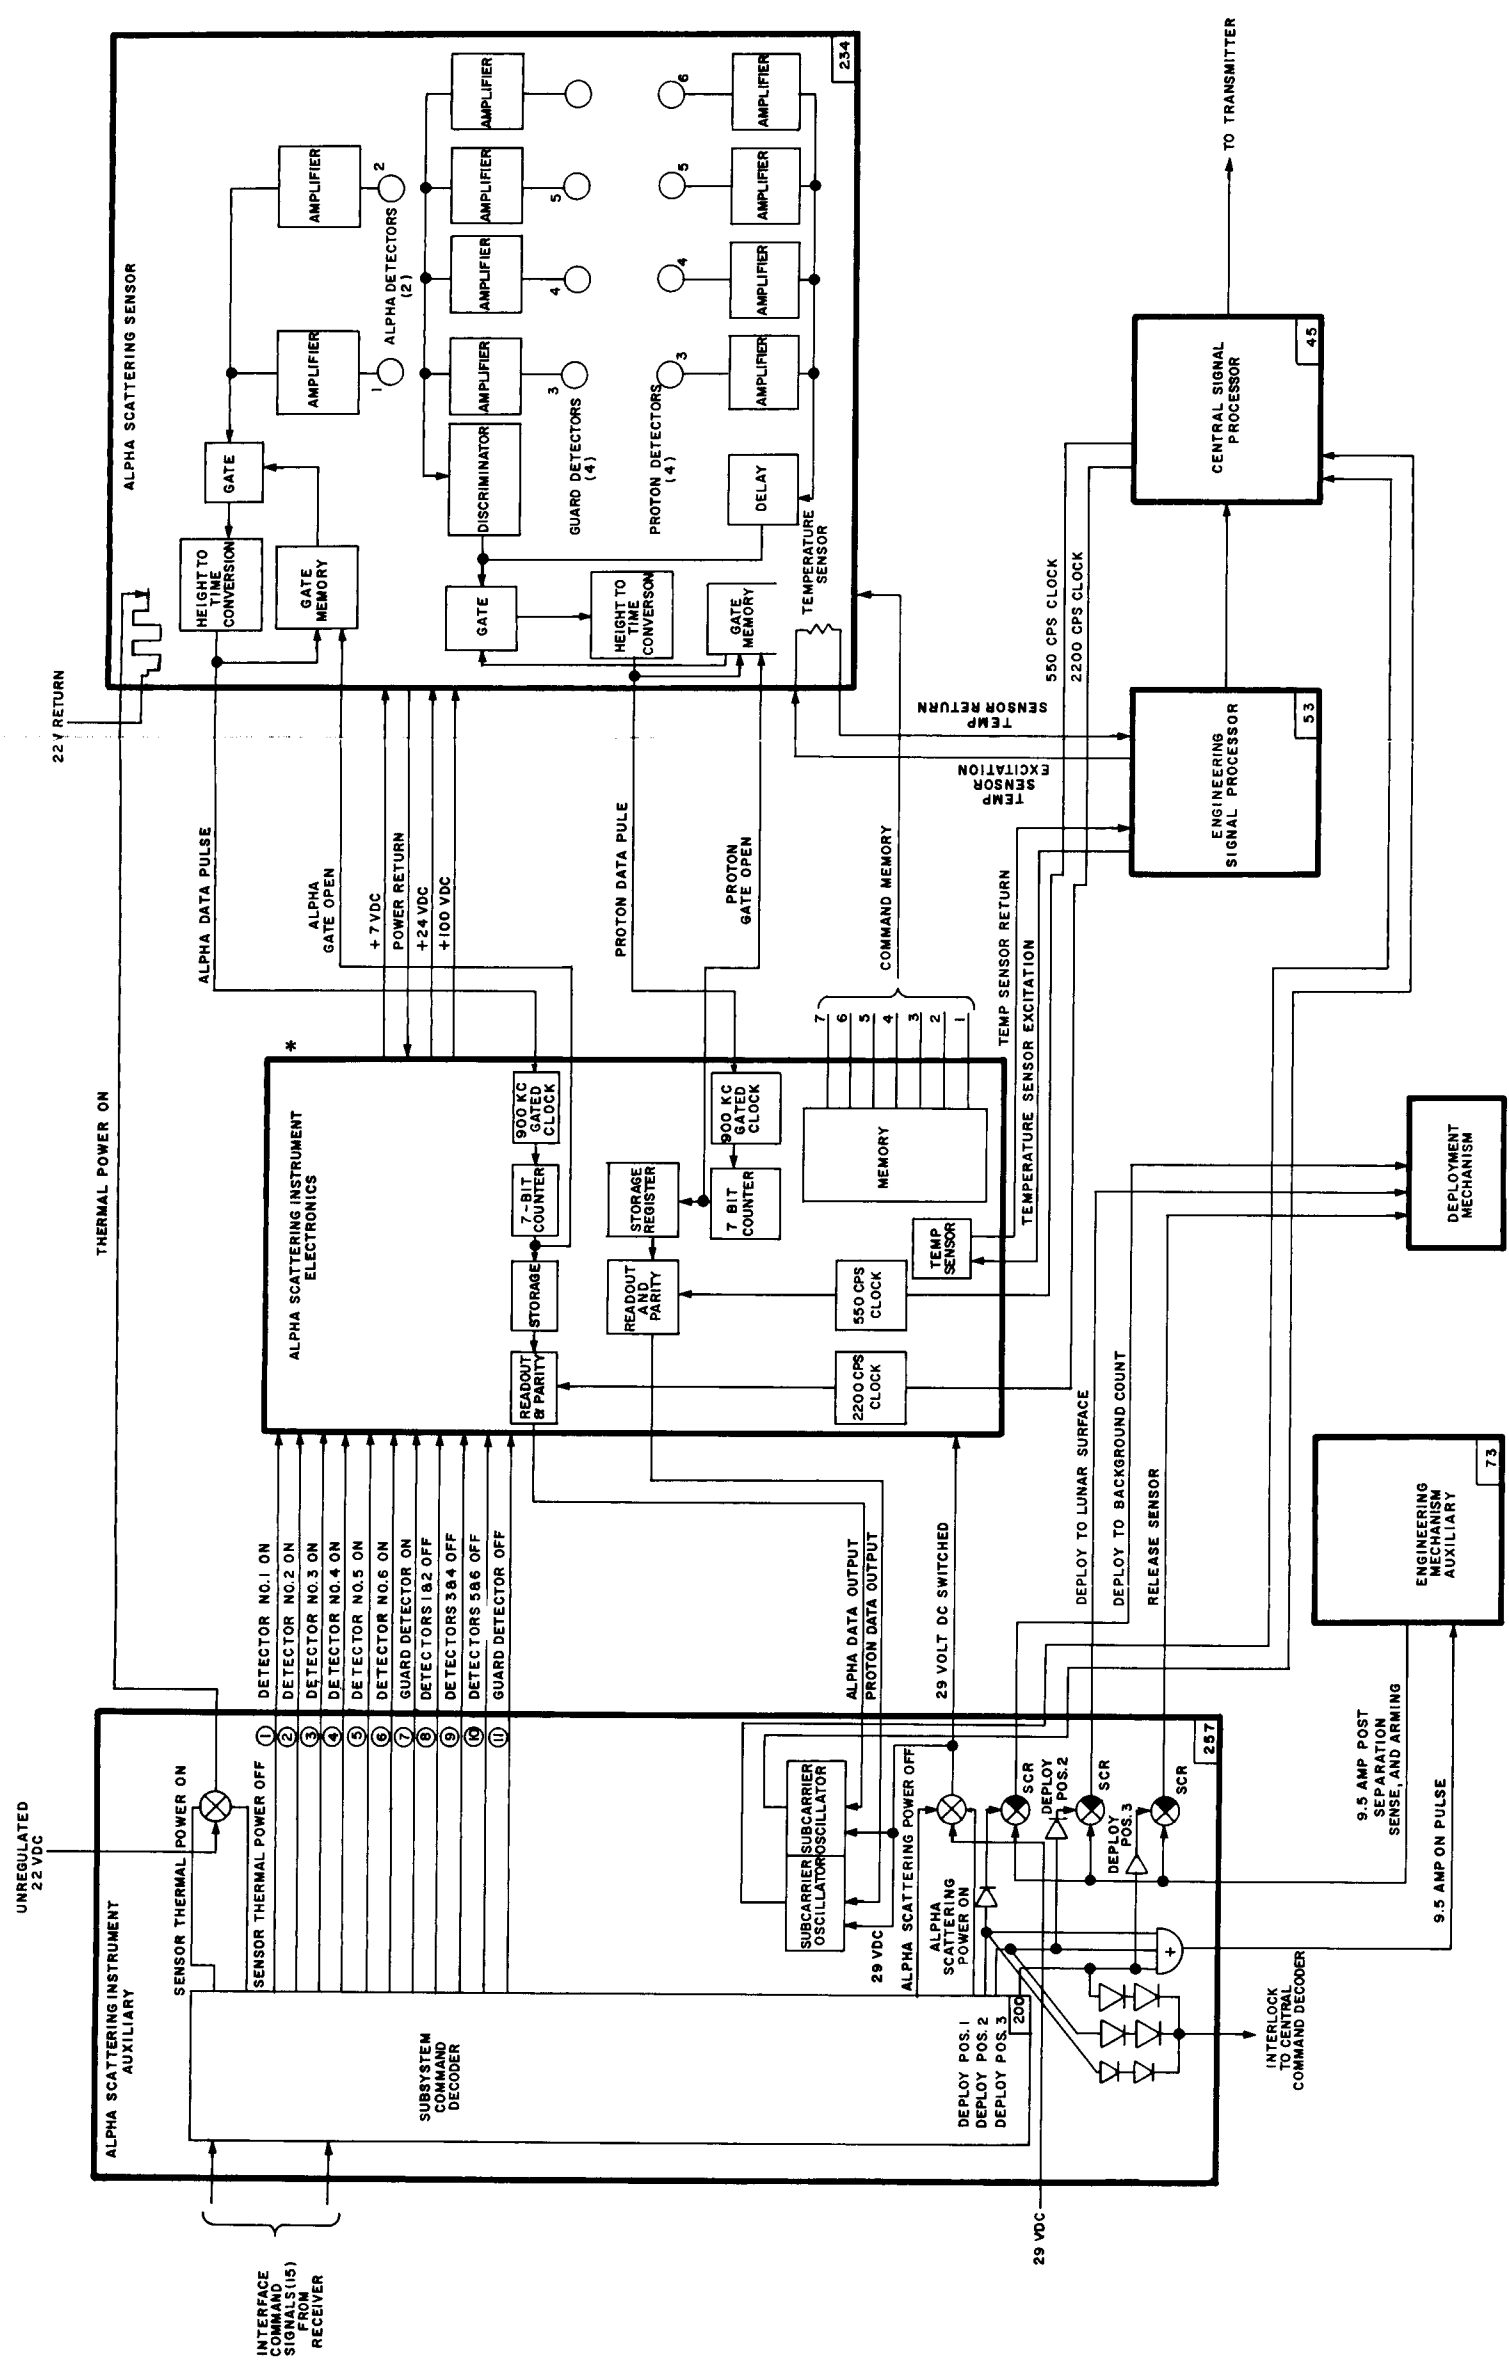 UNREGULATED
22 VDC
ALPHA SCATTERING INSTRUMENT
AUXILIARY
INTERFACE
COMMAND
SIGNALS (15)
FROM
RECEIVER
SUBSYSTEM
COMMAND
DECODER
SENSOR THERMAL POWER ON
SENSOR THERMAL POWER OFF
1
2
3
4
5
6
7
8
9
10
11
DETECTOR NO.1 ON
DETECTOR NO.2 ON
DETECTOR NO.3 ON
DETECTOR NO.4 ON
DETECTOR NO.5 ON
DETECTOR NO.6 ON
GUARD DETECTOR ON
DETECTORS 1&2 OFF
DETECTORS 3&4 OFF
DETECTORS 5&6 OFF
GUARD DETECTOR OFF
SUBCARRIER
OSCILLATOR
SUBCARRIER
OSCILLATOR
29 VDC
ALPHA SCATTERING POWER OFF
ALPHA
SCATTERING
POWER ON
DEPLOY POS. 1
DEPLOY POS. 2
DEPLOY POS. 3
200
SCR
DEPLOY
POS. 2
SCR
DEPLOY
POS. 3
SCR
+
257
29 VDC
INTERLOCK
TO CENTRAL
COMMAND DECODER
ALPHA DATA OUTPUT
PROTON DATA OUTPUT
29 VOLT DC SWITCHED
DEPLOY TO LUNAR SURFACE
DEPLOY TO BACKGROUND COUNT
RELEASE SENSOR
9.5 AMP POST
SEPARATION
SENSE, AND ARMING
9.5 AMP ON PULSE
ENGINEERING
MECHANISM
AUXILIARY
73
DEPLOYMENT
MECHANISM
THERMAL POWER ON
ALPHA SCATTERING INSTRUMENT
ELECTRONICS
*
READOUT
& PARITY
STORAGE
7-BIT
COUNTER
900 KC
GATED
CLOCK
READOUT
AND
PARITY
STORAGE
REGISTER
7 BIT
COUNTER
900 KC
GATED
CLOCK
2200 CPS
CLOCK
550 CPS
CLOCK
TEMP
SENSOR
MEMORY
7
6
5
4
3
2
1
COMMAND MEMORY
TEMP SENSOR RETURN
TEMPERATURE SENSOR EXCITATION
22 V RETURN
ALPHA DATA PULSE
ALPHA
GATE OPEN
+7 VDC
POWER RETURN
+24 VDC
+100 VDC
PROTON DATA PULE
PROTON
GATE OPEN
TEMP
SENSOR RETURN
TEMP
SENSOR
EXCITATION
550 CPS CLOCK
2200 CPS CLOCK
ENGINEERING
SIGNAL PROCESSOR
53
CENTRAL SIGNAL
PROCESSOR
45
TO TRANSMITTER
ALPHA SCATTERING SENSOR
HEIGHT TO
TIME
CONVERSION
GATE
GATE
MEMORY
AMPLIFIER
AMPLIFIER
1
2
ALPHA DETECTORS
(2)
DISCRIMINATOR
AMPLIFIER
AMPLIFIER
AMPLIFIER
AMPLIFIER
3
4
5
GUARD DETECTORS
(4)
GATE
HEIGHT TO
TIME
CONVERSON
GATE
MEMORY
PROTON DETECTORS
(4)
3
4
5
6
DELAY
AMPLIFIER
AMPLIFIER
AMPLIFIER
AMPLIFIER
TEMPERATURE
SENSOR
234